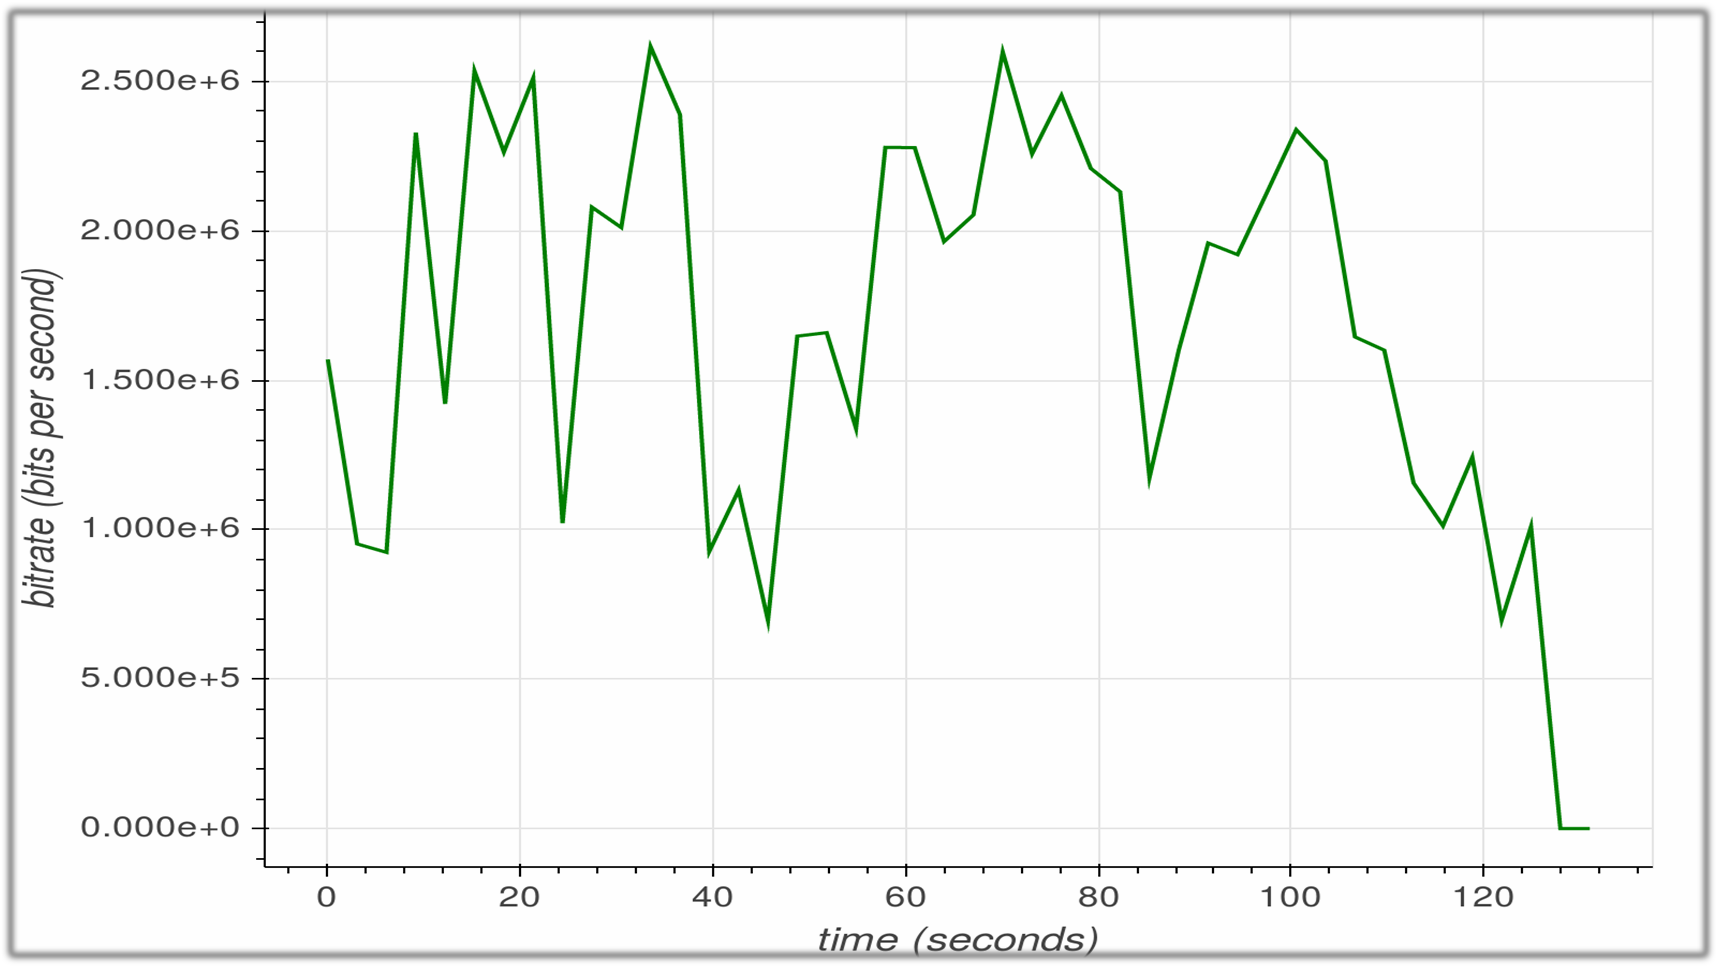 2.500e+6
2.000e+6
1.500e+6
1.000e+6
5.000e+5
0.000e+0
bitrate (bits per second)
0 20 40 60 80 100 120
time (seconds)